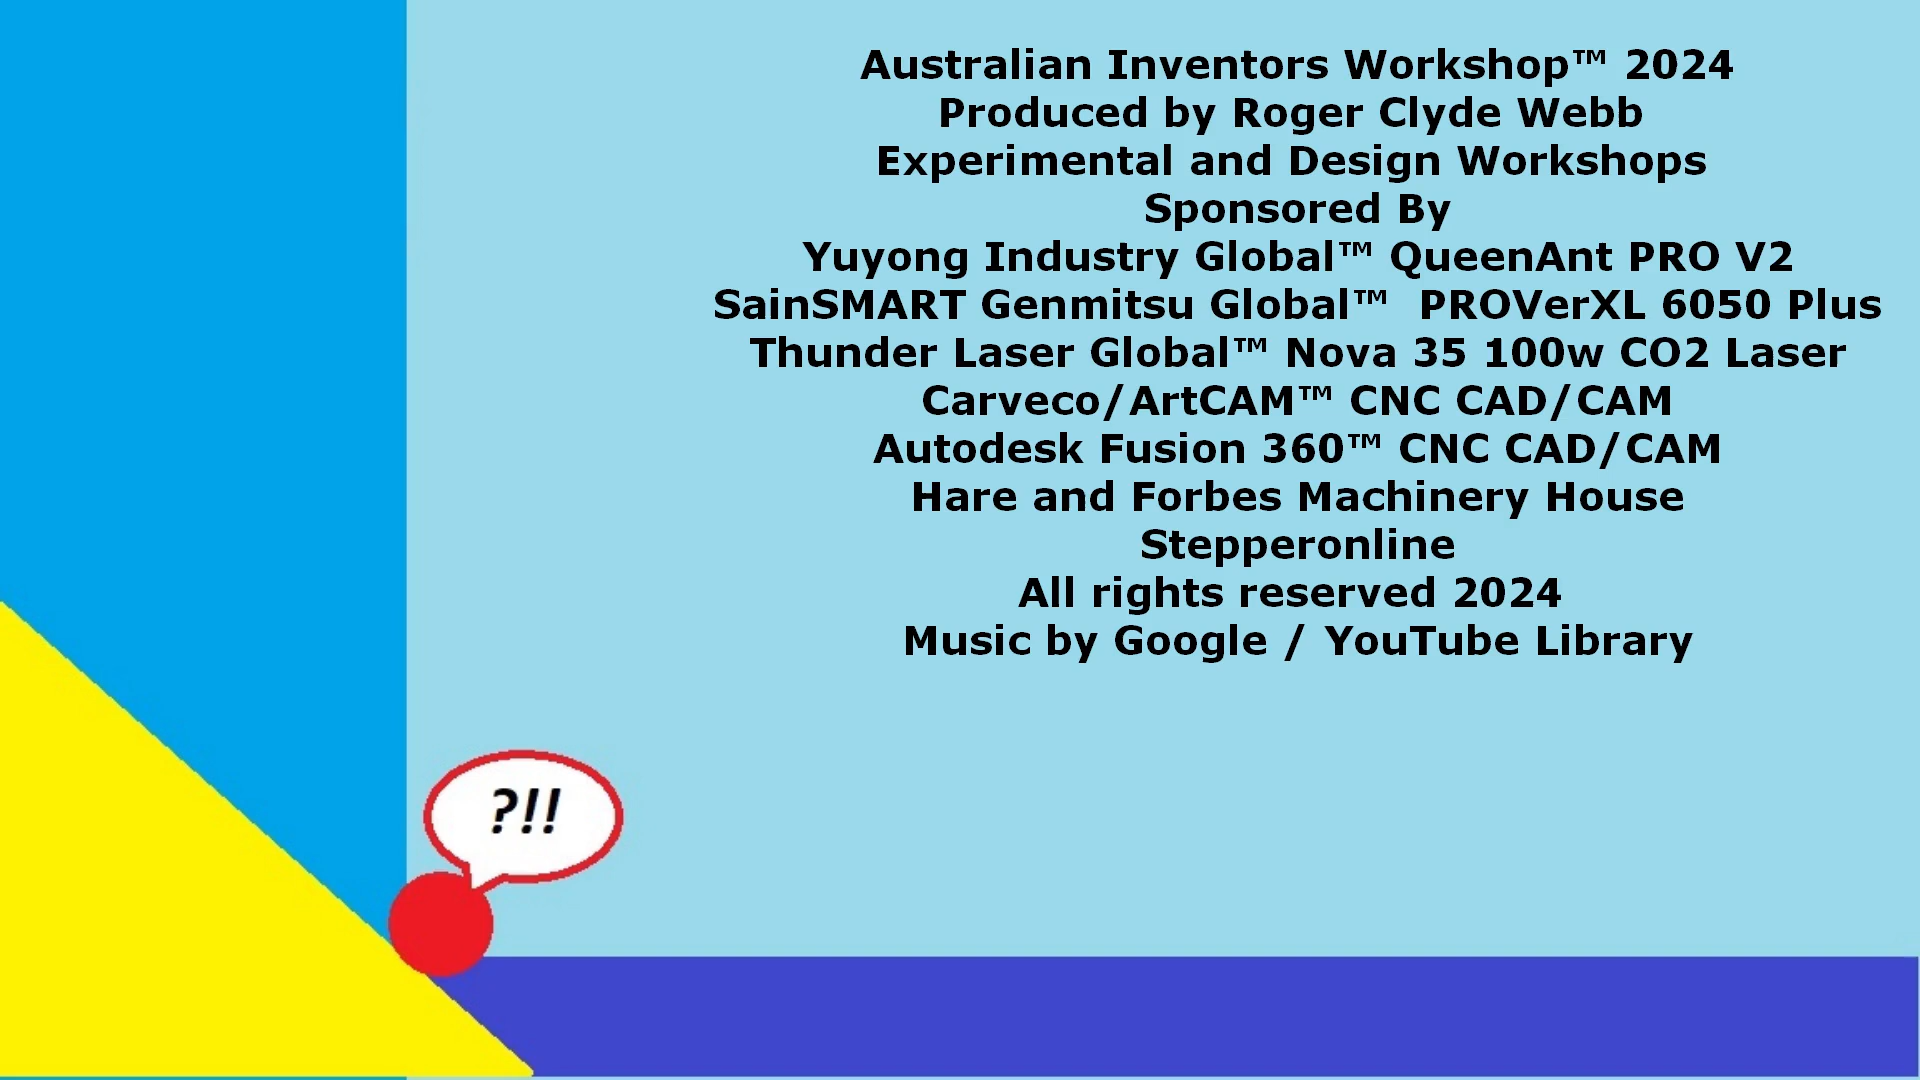 Australian Inventors Workshop™ 2024
Produced by Roger Clyde Webb
Experimental and Design Workshops
Sponsored By
Yuyong Industry Global™ QueenAnt PRO V2
SainSMART Genmitsu Global™  PROVerXL 6050 Plus
Thunder Laser Global™ Nova 35 100w CO2 Laser
Carveco/ArtCAM™ CNC CAD/CAM
Autodesk Fusion 360™ CNC CAD/CAM
Hare and Forbes Machinery House
Stepperonline
All rights reserved 2024
Music by Google / YouTube Library
?!!